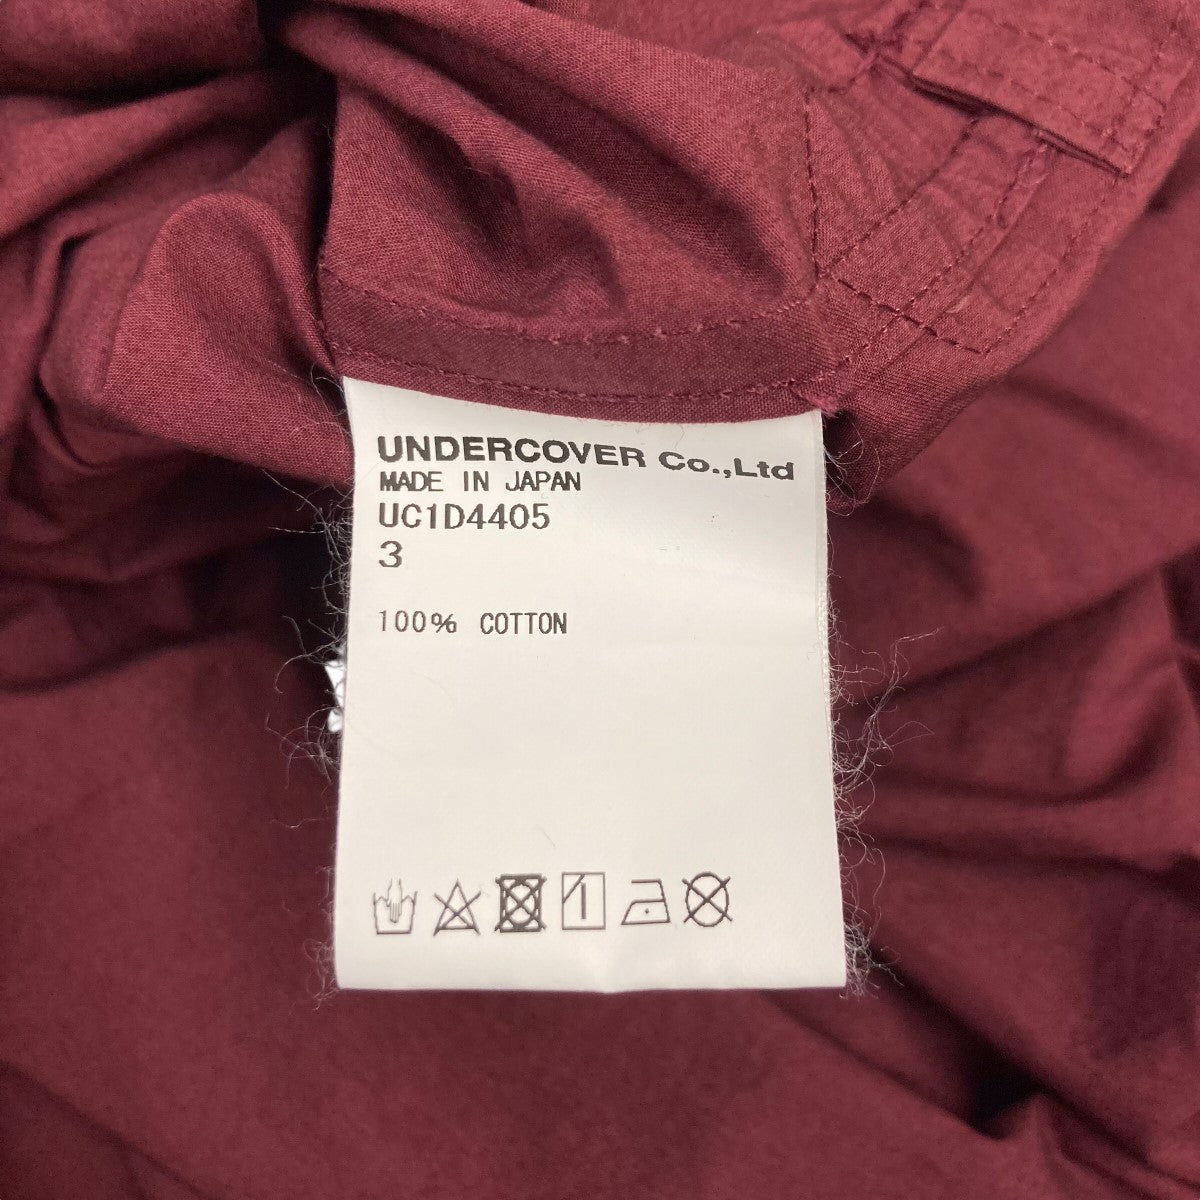 UNDERCOVER Co.,Ltd
MADE IN JAPAN
UC1D4405
3
100% COTTON